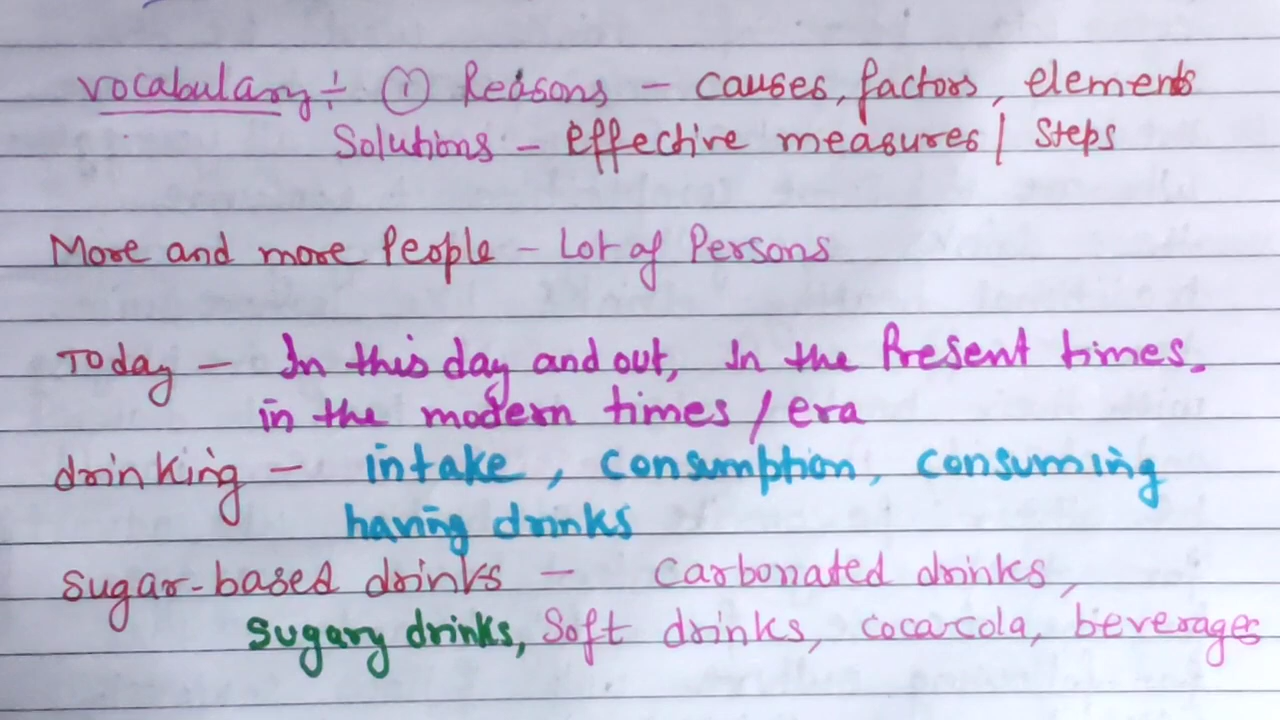 vocabulary ÷ ① Reasons - causes, factors, elements
Solutions - effective measures / Steps
More and more People - Lot of Persons
Today - In this day and out, In the Present times.
in the modern times / era
drinking - intake, consumption, consuming
having drinks
sugar-based drinks - carbonated drinks,
sugary drinks, Soft drinks, coca-cola, beverages